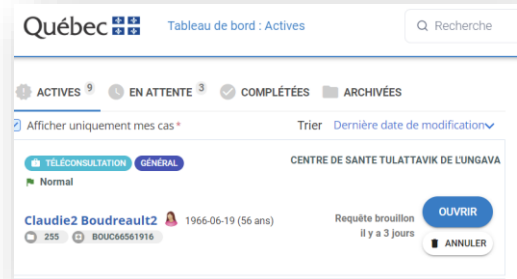 Québec Tableau de bord : Actives Recherche
ACTIVES 9 EN ATTENTE 3 COMPLÉTÉES ARCHIVÉES
Afficher uniquement mes cas * Trier Dernière date de modification
TÉLÉCONSULTATION GÉNÉRAL CENTRE DE SANTE TULATTAVIK DE L'UNGAVA
Normal
Claudie2 Boudreault2 1966-06-19 (56 ans) Requête brouillon OUVRIR
255 BOUC66561916 il y a 3 jours
ANNULER